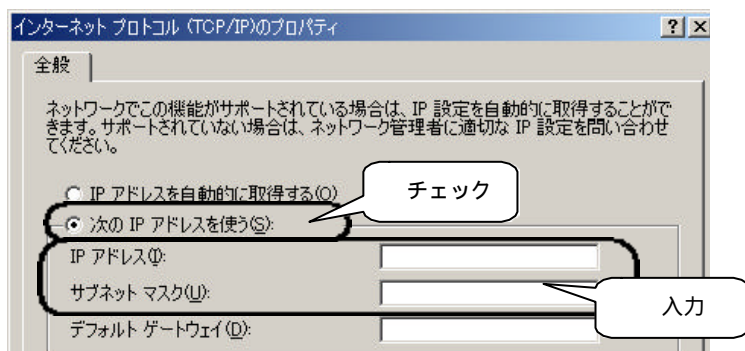 インターネット プロトコル (TCP/IP)のプロパティ
全般
ネットワークでこの機能がサポートされている場合は、IP 設定を自動的に取得することがで
きます。サポートされていない場合は、ネットワーク管理者に適切な IP 設定を問い合わせ
てください。
IP アドレスを自動的に取得する(O)
チェック
次の IP アドレスを使う(S):
IP アドレス(I):
サブネット マスク(U):
入力
デフォルト ゲートウェイ(D):